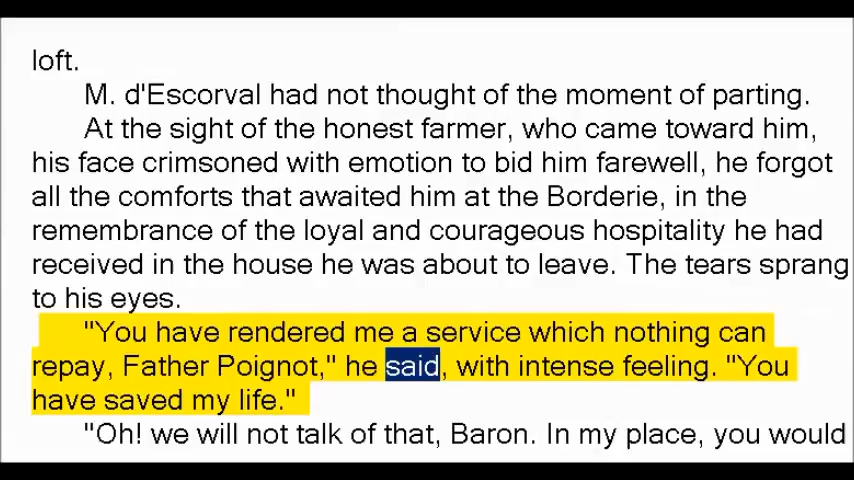 loft.
M. d'Escorval had not thought of the moment of parting.
At the sight of the honest farmer, who came toward him,
his face crimsoned with emotion to bid him farewell, he forgot
all the comforts that awaited him at the Borderie, in the
remembrance of the loyal and courageous hospitality he had
received in the house he was about to leave. The tears sprang
to his eyes.
"You have rendered me a service which nothing can
repay, Father Poignot," he said, with intense feeling. "You
have saved my life."
"Oh! we will not talk of that, Baron. In my place, you would